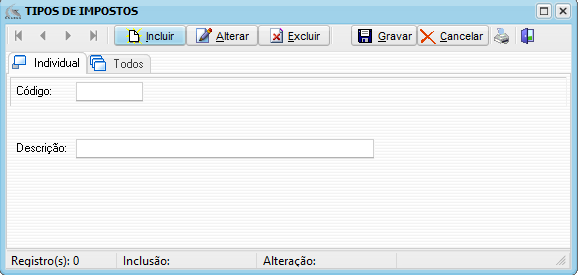 TIPOS DE IMPOSTOS
Incluir Alterar Excluir Gravar Cancelar
Individual Todos
Código:
Descrição:
Registro(s): 0 Inclusão: Alteração: